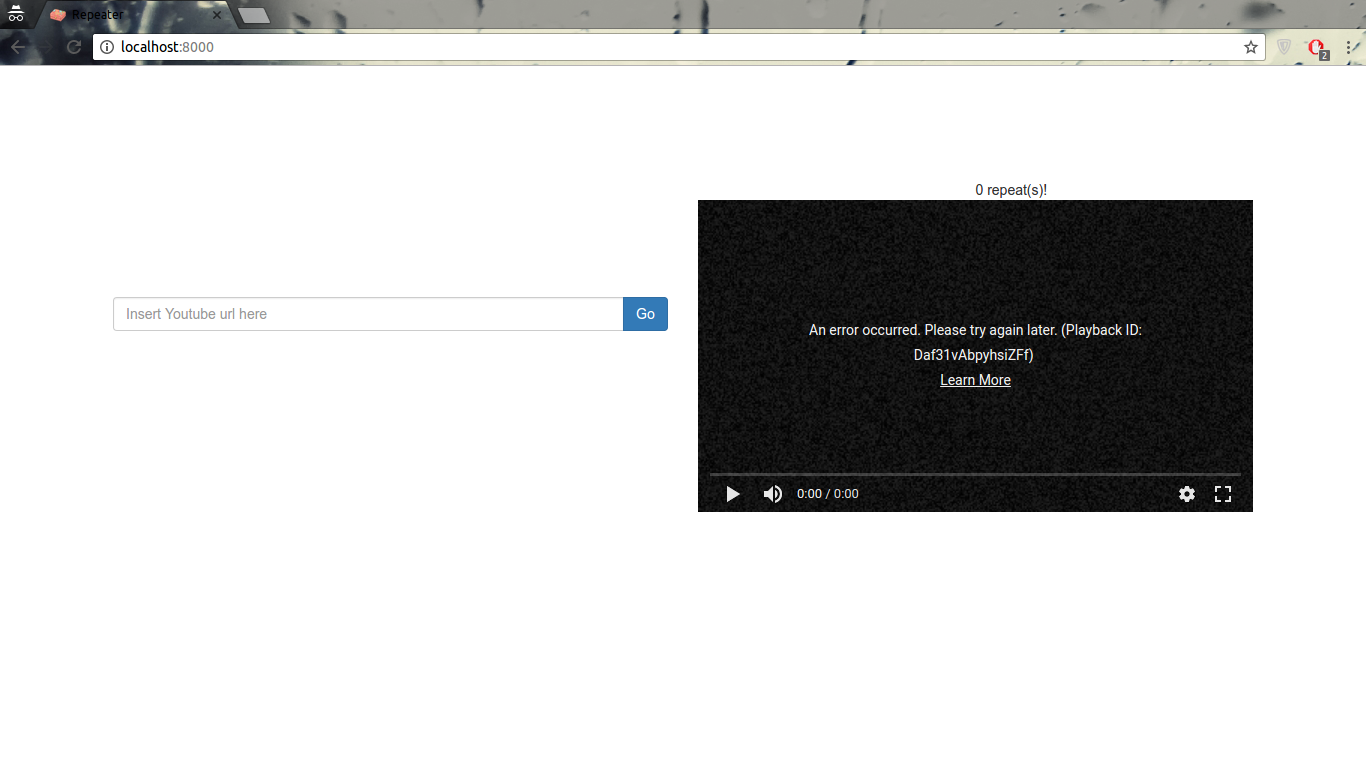 Repeater
localhost:8000
2
0 repeat(s)!
Insert Youtube url here
Go
An error occurred. Please try again later. (Playback ID:
Daf31vAbpyhsiZFf)
Learn More
0:00 / 0:00